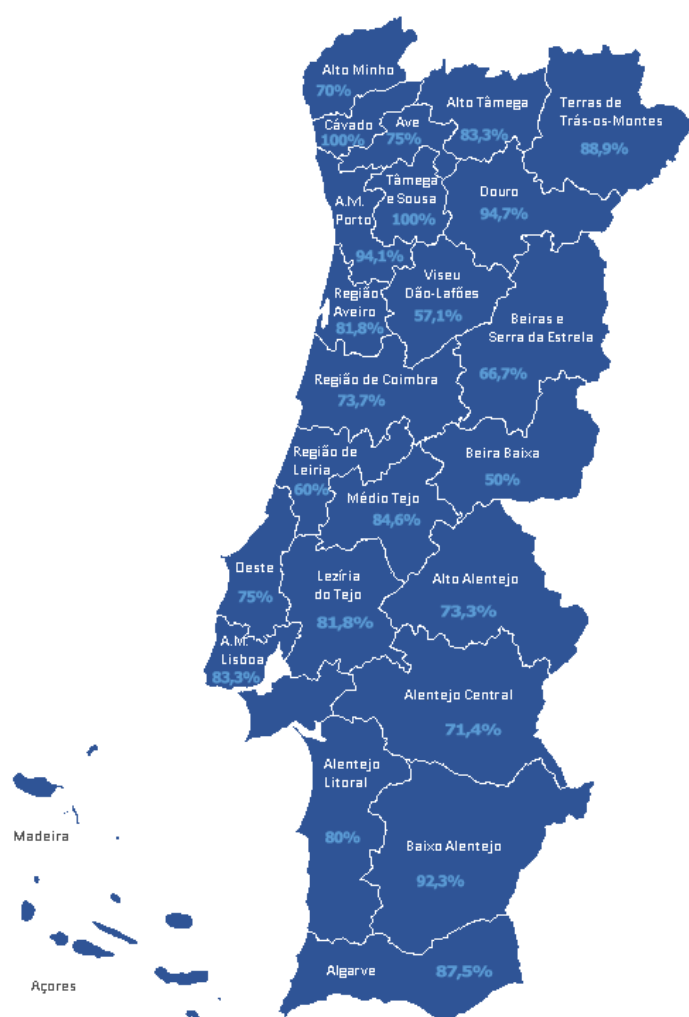 Alto Minho
70%
Cávado
100%
Ave
75%
Alto Tâmega
83,3%
Terras de
Trás-os-Montes
88,9%
A.M.
Porto
94,1%
Tâmega
e Sousa
100%
Douro
94,7%
Região
Aveiro
81,8%
Viseu
Dão-Lafões
57,1%
Beiras e
Serra da Estrela
66,7%
Região de Coimbra
73,7%
Região de
Leiria
60%
Beira Baixa
50%
Médio Tejo
84,6%
Oeste
75%
Lezíria
do Tejo
81,8%
Alto Alentejo
73,3%
A.M.
Lisboa
83,3%
Alentejo Central
71,4%
Alentejo
Litoral
80%
Baixo Alentejo
92,3%
Algarve
87,5%
Madeira
Açores